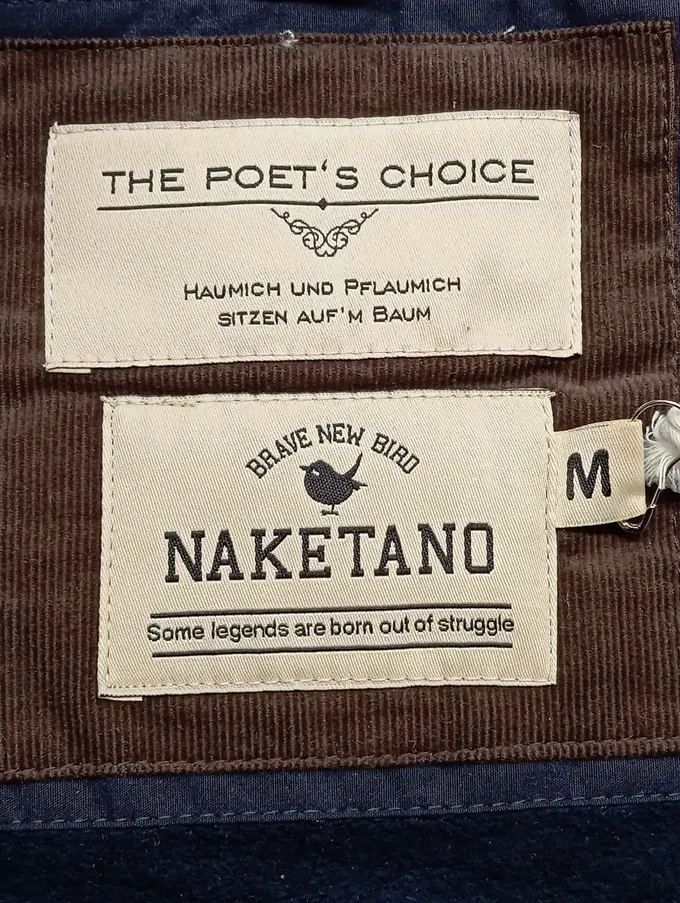 THE POET'S CHOICE
HAUMICH UND PFLAUMICH
SITZEN AUF'M BAUM
BRAVE NEW BIRD
NAKETANO
M
Some legends are born out of struggle